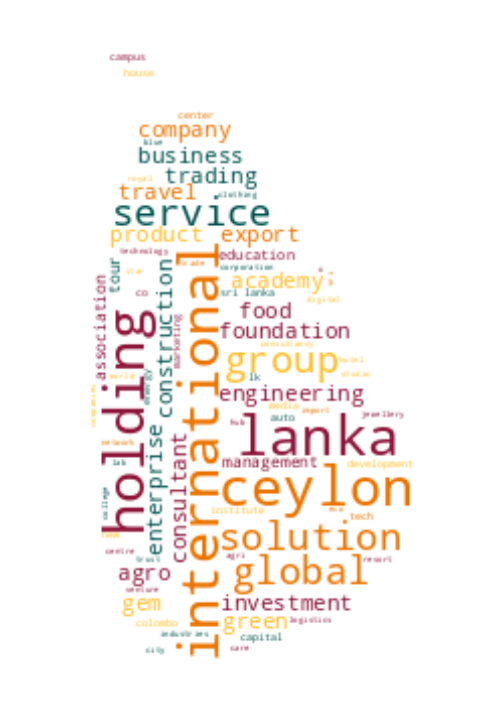 campus
house
center
company
blue
business
trading
royal
travel
clothing
service
product
export
technology
education
tour
trade
corporation
star
association
academy
co
sri lanka
digital
construction
holding
international
marketing
food
foundation
consultancy
group
hotel
world
energy
lk
studio
companies
engineering
media
import
jewellery
auto
hub
lanka
network
enterprise
consultant
lab
management
development
ceylon
college
institute
eco
tech
solution
centre
trust
agri
resort
agro
global
venture
gem
investment
colombo
green
logistics
industries
capital
city
care